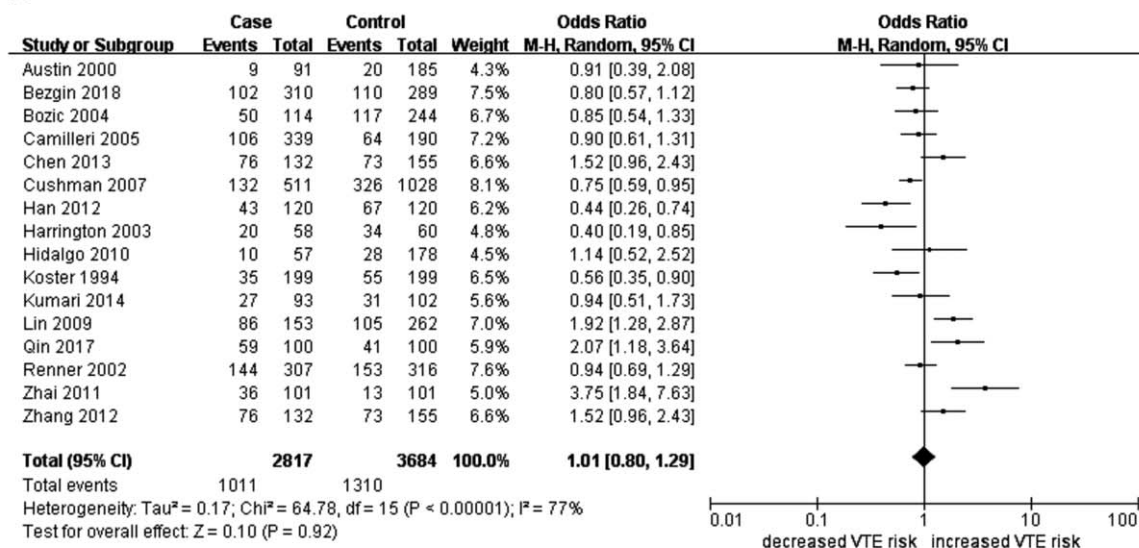 Case Control Odds Ratio Odds Ratio
Study or Subgroup Events Total Events Total Weight M-H, Random, 95% CI M-H, Random, 95% CI
Austin 2000 9 91 20 185 4.3% 0.91 [0.39, 2.08]
Bezgin 2018 102 310 110 289 7.5% 0.80 [0.57, 1.12]
Bozic 2004 50 114 117 244 6.7% 0.85 [0.54, 1.33]
Camilleri 2005 106 339 64 190 7.0% 0.90 [0.61, 1.31]
Chen 2013 76 132 73 155 6.6% 1.52 [0.96, 2.43]
Cushman 2007 132 511 326 1028 8.1% 0.75 [0.59, 0.95]
Han 2012 43 120 67 120 6.2% 0.44 [0.26, 0.74]
Harrington 2003 20 58 34 60 4.8% 0.40 [0.19, 0.85]
Hidalgo 2010 10 57 28 178 4.5% 1.14 [0.52, 2.52]
Koster 1994 35 199 55 199 6.5% 0.56 [0.35, 0.90]
Kumari 2014 27 93 31 102 5.6% 0.94 [0.51, 1.73]
Lin 2009 86 153 105 262 7.0% 1.92 [1.28, 2.87]
Qin 2017 59 100 41 100 5.9% 2.07 [1.18, 3.64]
Renner 2002 144 307 153 316 7.6% 0.94 [0.69, 1.29]
Zhai 2011 36 101 13 101 5.0% 3.75 [1.84, 7.63]
Zhang 2012 76 132 73 155 6.6% 1.52 [0.96, 2.43]
Total (95% CI) 2817 3684 100.0% 1.01 [0.80, 1.29]
Total events 1011 1310
Heterogeneity: Tau² = 0.17; Chi² = 64.78, df = 15 (P < 0.00001); I² = 77%
Test for overall effect: Z = 0.10 (P = 0.92)
0.01 0.1 1 10 100
decreased VTE risk increased VTE risk